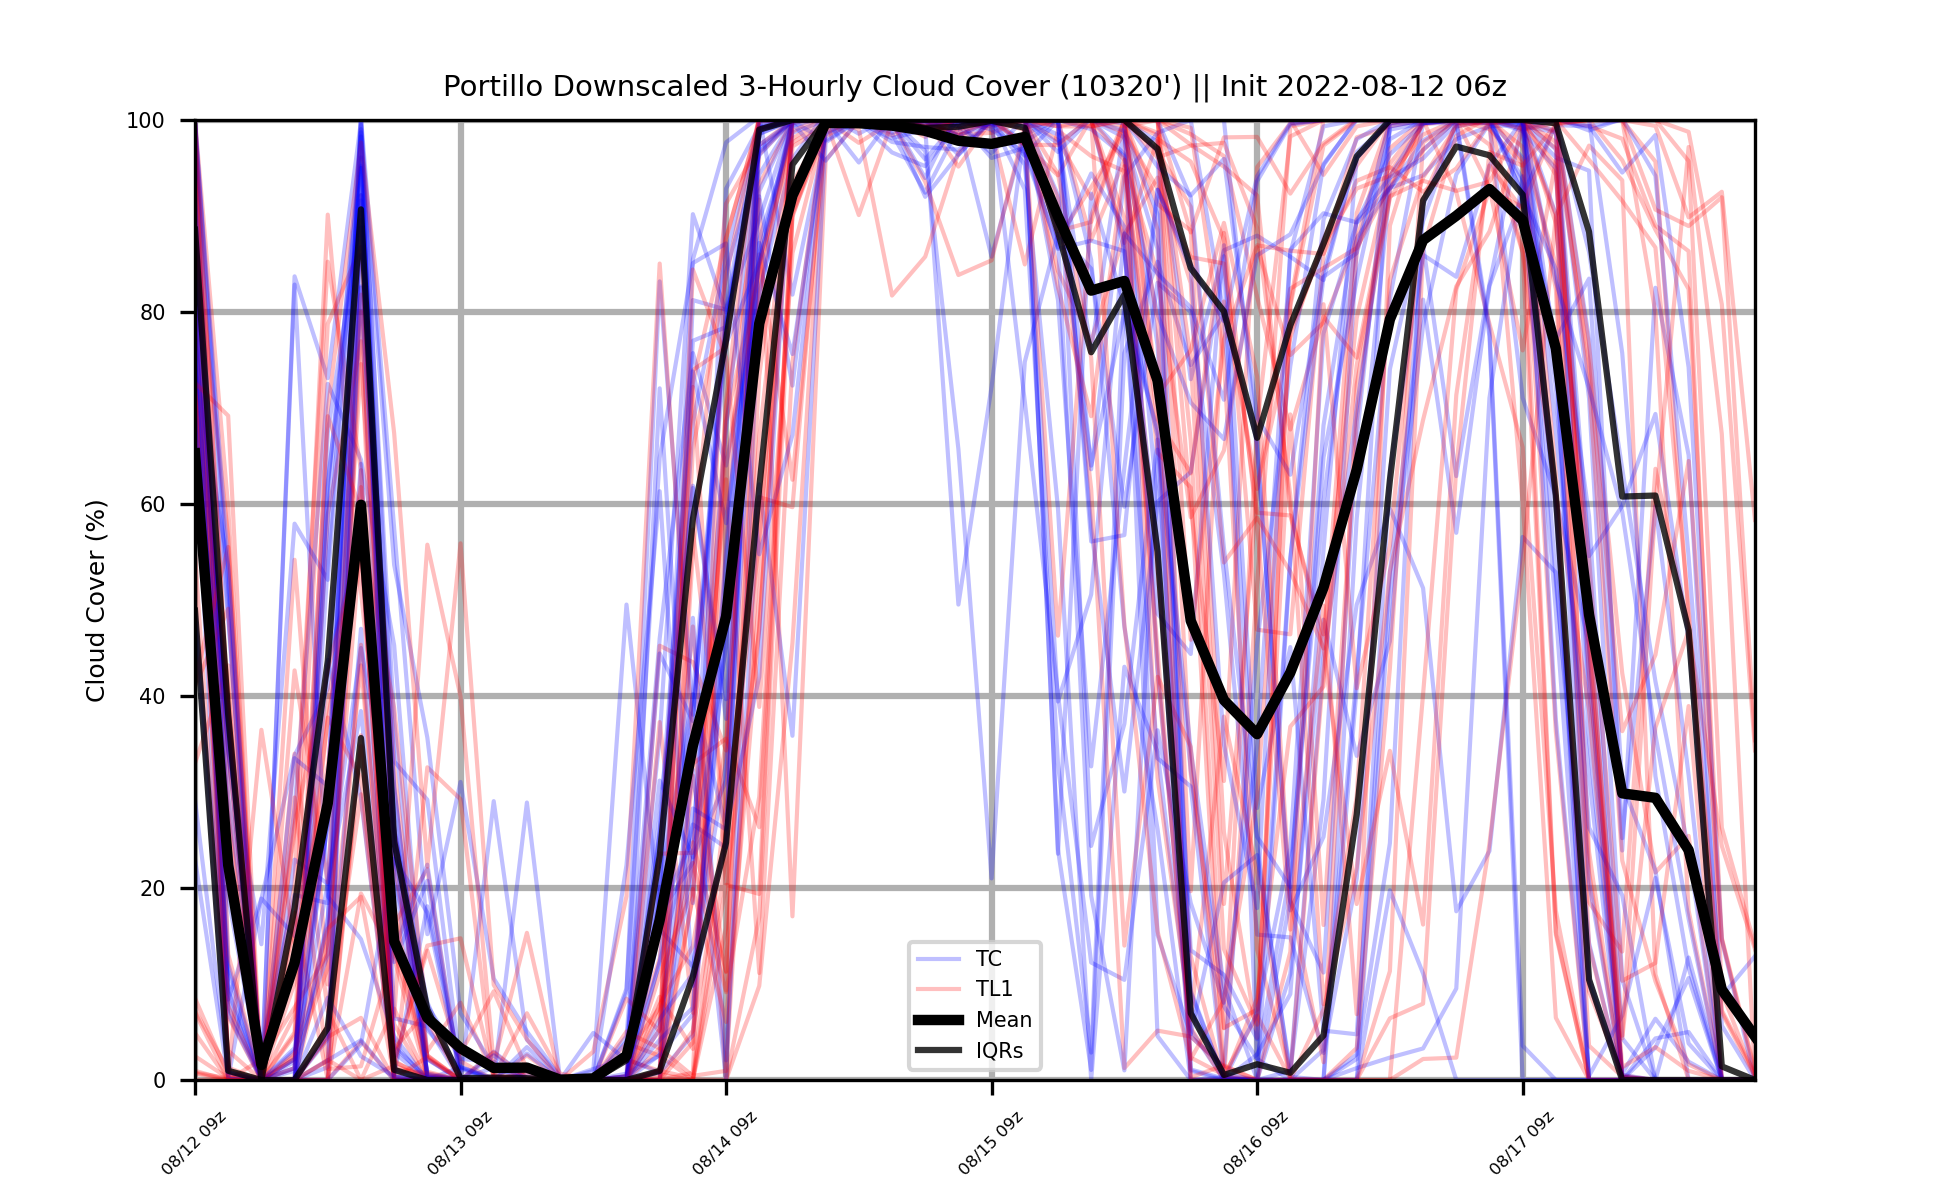 Portillo Downscaled 3-Hourly Cloud Cover (10320') || Init 2022-08-12 06z
Cloud Cover (%)
100
80
60
40
20
0
TC
TL1
Mean
IQRs
08/12 09z
08/13 09z
08/14 09z
08/15 09z
08/16 09z
08/17 09z